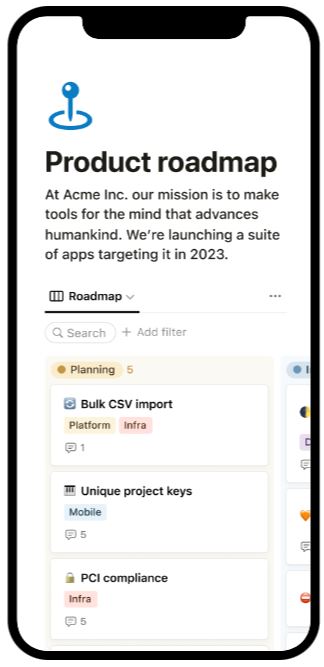 Product roadmap
At Acme Inc. our mission is to make
tools for the mind that advances
humankind. We're launching a suite
of apps targeting it in 2023.
Roadmap
Search + Add filter
Planning 5
Bulk CSV import
Platform Infra
1
Unique project keys
Mobile
5
PCI compliance
Infra
5